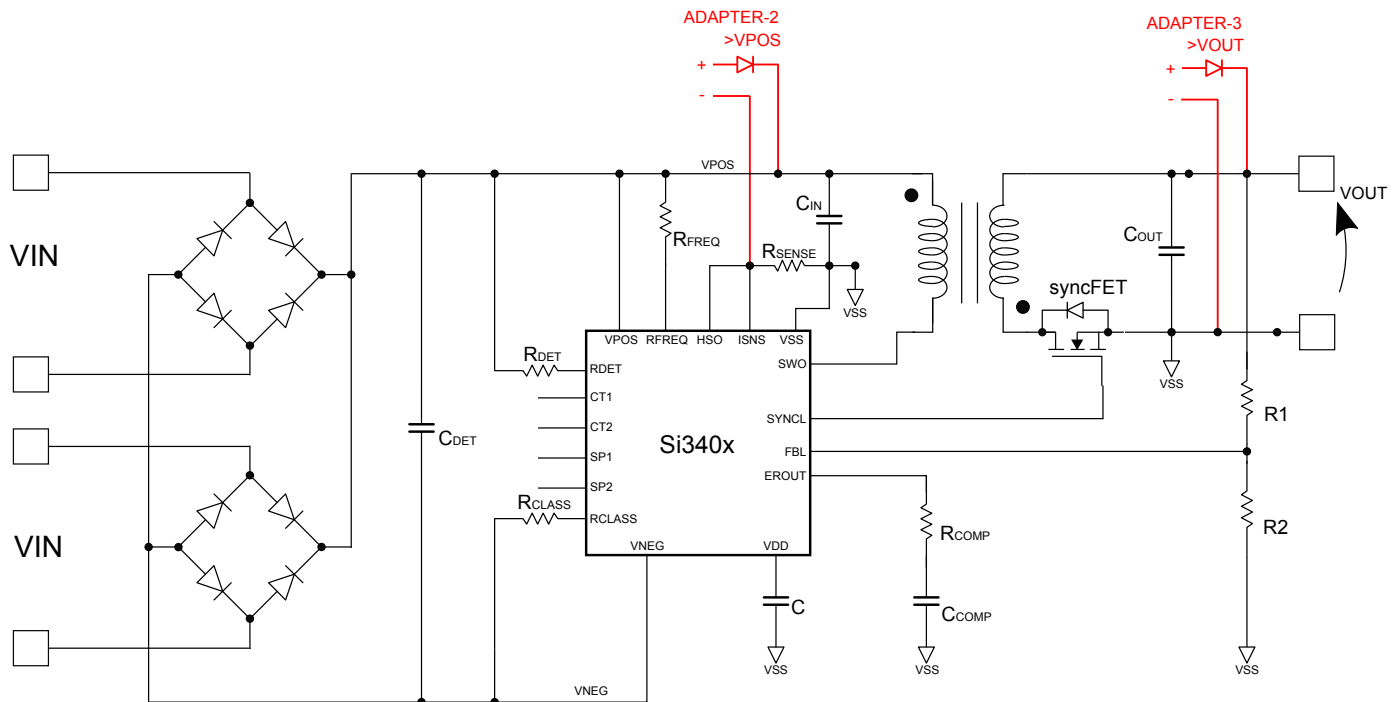 ADAPTER-2
>VPOS
+
-
ADAPTER-3
>VOUT
+
-
VPOS
VIN
RFREQ
CIN
RSENSE
VSS
COUT
VOUT
syncFET
VSS
VPOS RFREQ HSO ISNS VSS
RDET
RDET
SWO
CT1
CT2
SP1
SP2
SYNCL
FBL
EROUT
Si340x
CDET
R1
RCLASS
RCLASS
VNEG
VDD
VIN
RCOMP
R2
C
CCOMP
VSS
VSS
VSS
VNEG